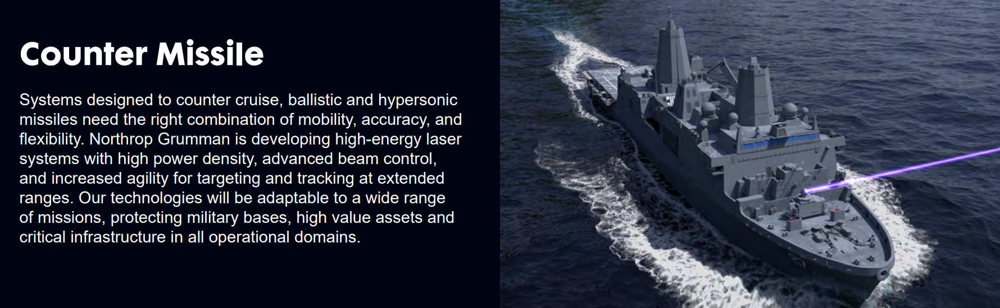 Counter Missile
Systems designed to counter cruise, ballistic and hypersonic
missiles need the right combination of mobility, accuracy, and
flexibility. Northrop Grumman is developing high-energy laser
systems with high power density, advanced beam control,
and increased agility for targeting and tracking at extended
ranges. Our technologies will be adaptable to a wide range
of missions, protecting military bases, high value assets and
critical infrastructure in all operational domains.